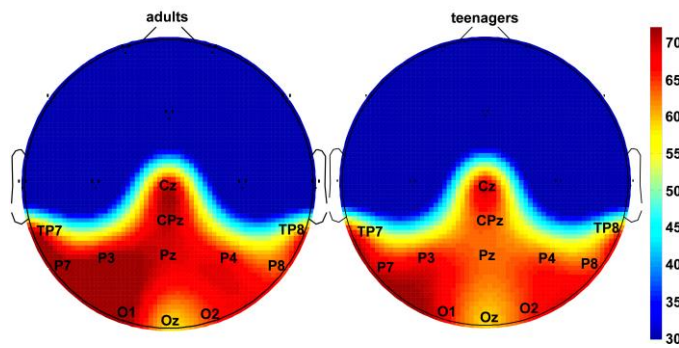 adults
teenagers
70
65
60
55
50
45
40
35
30
Cz
CPz
TP7
TP8
P7
P3
Pz
P4
P8
O1
Oz
O2
Cz
CPz
TP7
TP8
P7
P3
Pz
P4
P8
O1
Oz
O2